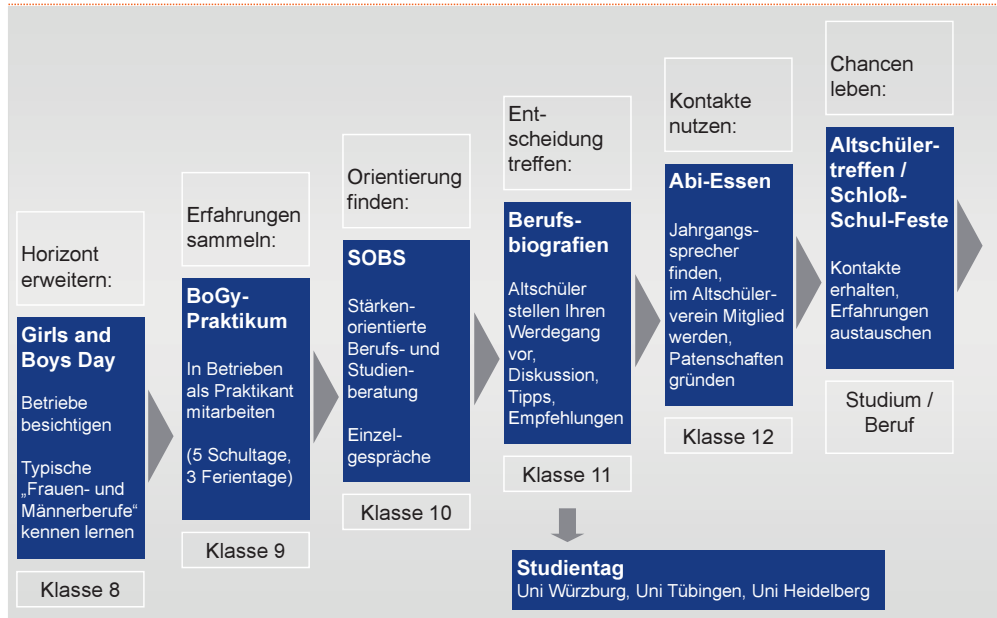 Horizont
erweitern:
Girls and
Boys Day
Betriebe
besichtigen
Typische
„Frauen- und
Männerberufe“
kennen lernen
Klasse 8
Erfahrungen
sammeln:
BoGy-
Praktikum
In Betrieben
als Praktikant
mitarbeiten
(5 Schultage,
3 Ferientage)
Klasse 9
Orientierung
finden:
SOBS
Stärken-
orientierte
Berufs- und
Studien-
beratung
Einzel-
gespräche
Klasse 10
Ent-
scheidung
treffen:
Berufs-
biografien
Altschüler
stellen Ihren
Werdegang
vor,
Diskussion,
Tipps,
Empfehlungen
Klasse 11
Studientag
Uni Würzburg, Uni Tübingen, Uni Heidelberg
Kontakte
nutzen:
Abi-Essen
Jahrgangs-
sprecher
finden,
im Altschüler-
verein Mitglied
werden,
Patenschaften
gründen
Klasse 12
Chancen
leben:
Altschüler-
treffen /
Schloß-
Schul-Feste
Kontakte
erhalten,
Erfahrungen
austauschen
Studium /
Beruf